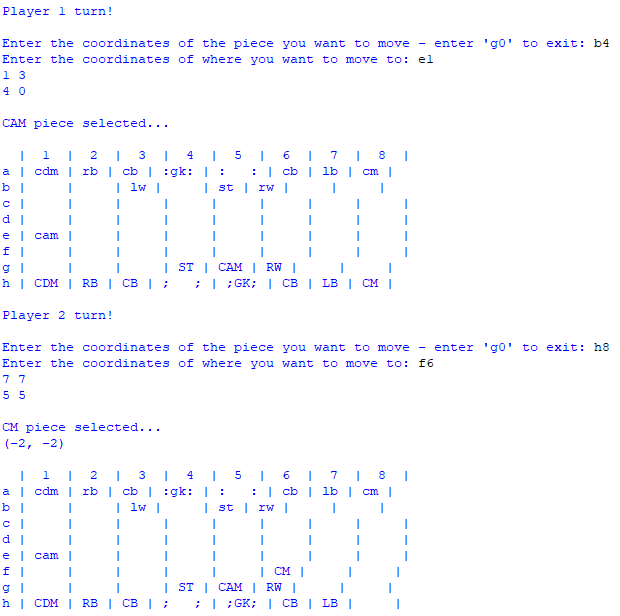 Player 1 turn!
Enter the coordinates of the piece you want to move - enter 'g0' to exit: b4
Enter the coordinates of where you want to move to: e1
1 3
4 0
CAM piece selected...
  |  1  |  2  |  3  |  4  |  5  |  6  |  7  |  8  |
a | cdm | rb | cb | :gk: | :   : | cb | lb | cm |
b |     |     | lw |     | st | rw |     |     |
c |     |     |     |     |     |     |     |     |
d |     |     |     |     |     |     |     |     |
e | cam |     |     |     |     |     |     |     |
f |     |     |     |     |     |     |     |     |
g |     |     |     | ST | CAM | RW |     |     |
h | CDM | RB | CB | ;   ; | ;GK; | CB | LB | CM |
Player 2 turn!
Enter the coordinates of the piece you want to move - enter 'g0' to exit: h8
Enter the coordinates of where you want to move to: f6
7 7
5 5
CM piece selected...
(-2, -2)
  |  1  |  2  |  3  |  4  |  5  |  6  |  7  |  8  |
a | cdm | rb | cb | :gk: | :   : | cb | lb | cm |
b |     |     | lw |     | st | rw |     |     |
c |     |     |     |     |     |     |     |     |
d |     |     |     |     |     |     |     |     |
e | cam |     |     |     |     |     |     |     |
f |     |     |     |     |     | CM |     |     |
g |     |     |     | ST | CAM | RW |     |     |
h | CDM | RB | CB | ;   ; | ;GK; | CB | LB |     |